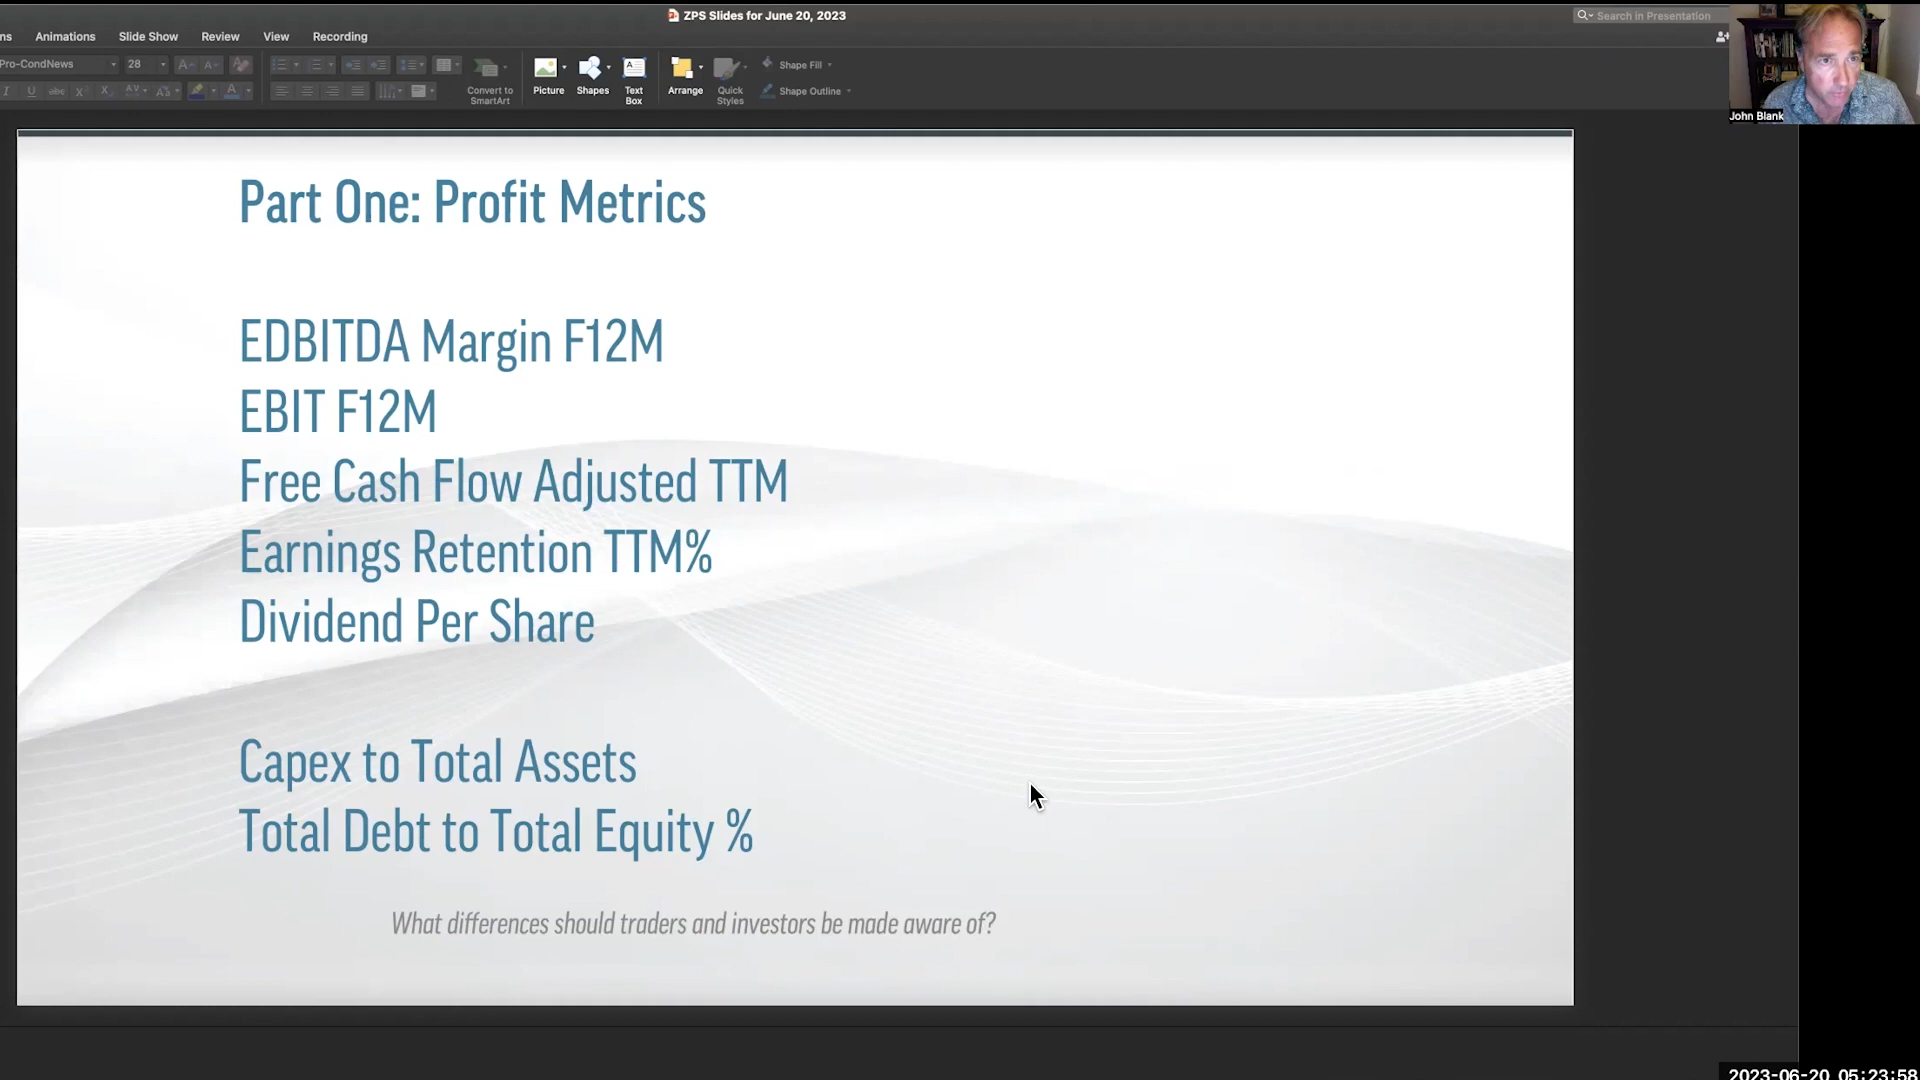 ZPS Slides for June 20, 2023
Search in Presentation
ns Animations Slide Show Review View Recording
Pro-CondNews 28
Shape Fill
Convert to SmartArt
Picture Shapes Text Box Arrange Quick Styles
Shape Outline
John Blank
Part One: Profit Metrics
EDBITDA Margin F12M
EBIT F12M
Free Cash Flow Adjusted TTM
Earnings Retention TTM%
Dividend Per Share
Capex to Total Assets
Total Debt to Total Equity %
What differences should traders and investors be made aware of?
2023-06-20 05:23:58